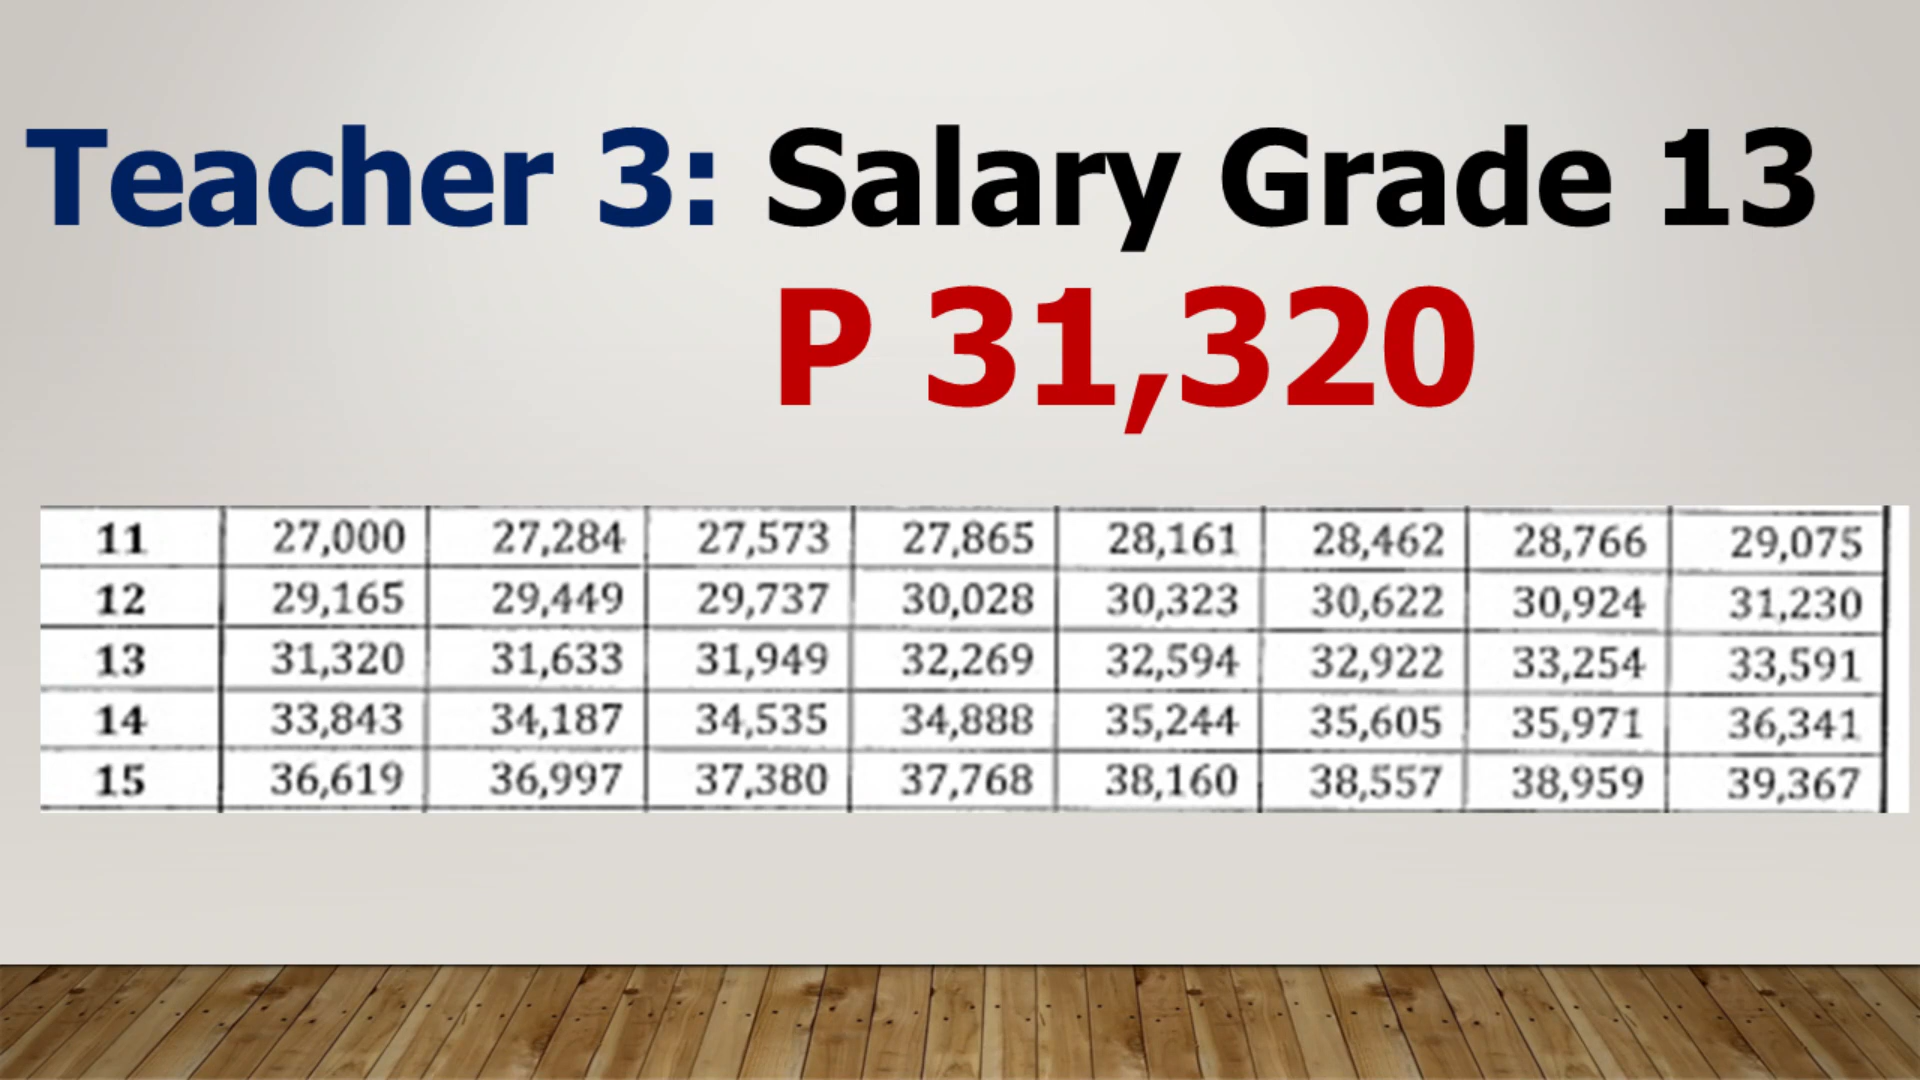 Teacher 3: Salary Grade 13
P 31,320
11 27,000 27,284 27,573 27,865 28,161 28,462 28,766 29,075
12 29,165 29,449 29,737 30,028 30,323 30,622 30,924 31,230
13 31,320 31,633 31,949 32,269 32,594 32,922 33,254 33,591
14 33,843 34,187 34,535 34,888 35,244 35,605 35,971 36,341
15 36,619 36,997 37,380 37,768 38,160 38,557 38,959 39,367